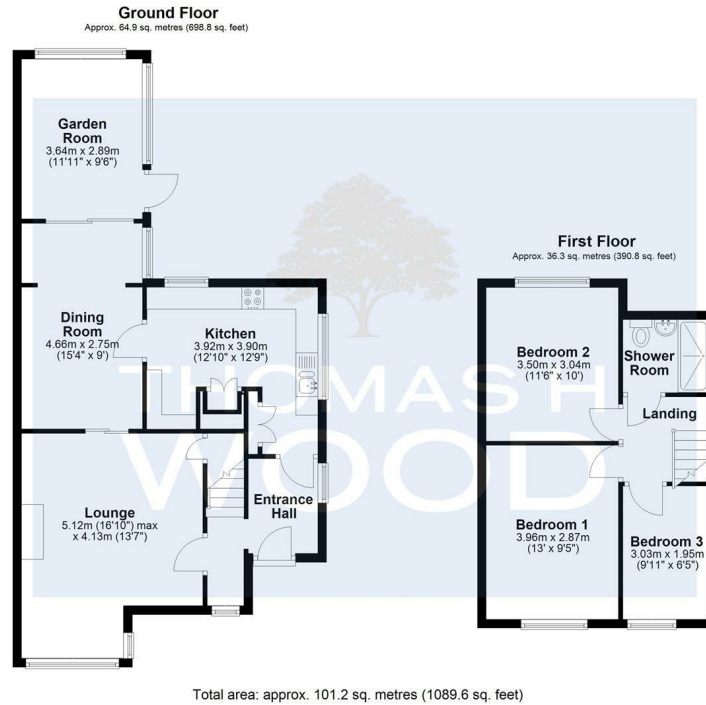 Ground Floor
Approx. 64.9 sq. metres (698.8 sq. feet)
Garden
Room
3.64m x 2.89m
(11'11" x 9'6")
Dining
Room
4.66m x 2.75m
(15'4" x 9')
Kitchen
3.92m x 3.90m
(12'10" x 12'9")
Lounge
5.12m (16'10") max
x 4.13m (13'7")
Entrance
Hall
First Floor
Approx. 36.3 sq. metres (390.8 sq. feet)
Bedroom 2
3.50m x 3.04m
(11'6" x 10')
Shower
Room
Landing
Bedroom 1
3.96m x 2.87m
(13' x 9'5")
Bedroom 3
3.03m x 1.95m
(9'11" x 6'5")
THOMAS H
WOOD
Total area: approx. 101.2 sq. metres (1089.6 sq. feet)